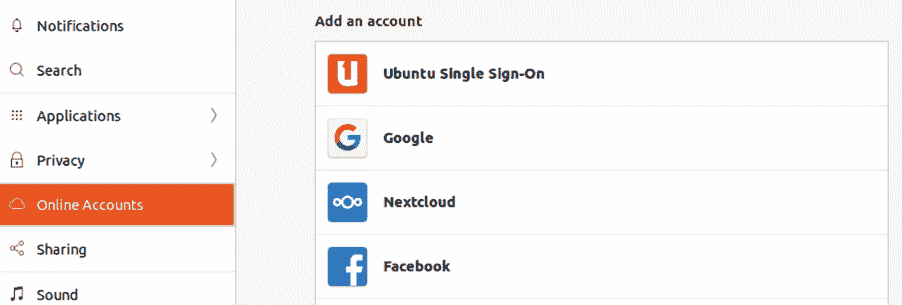 Notifications
Search
Applications
Privacy
Online Accounts
Sharing
Sound
Add an account
Ubuntu Single Sign-On
Google
Nextcloud
Facebook